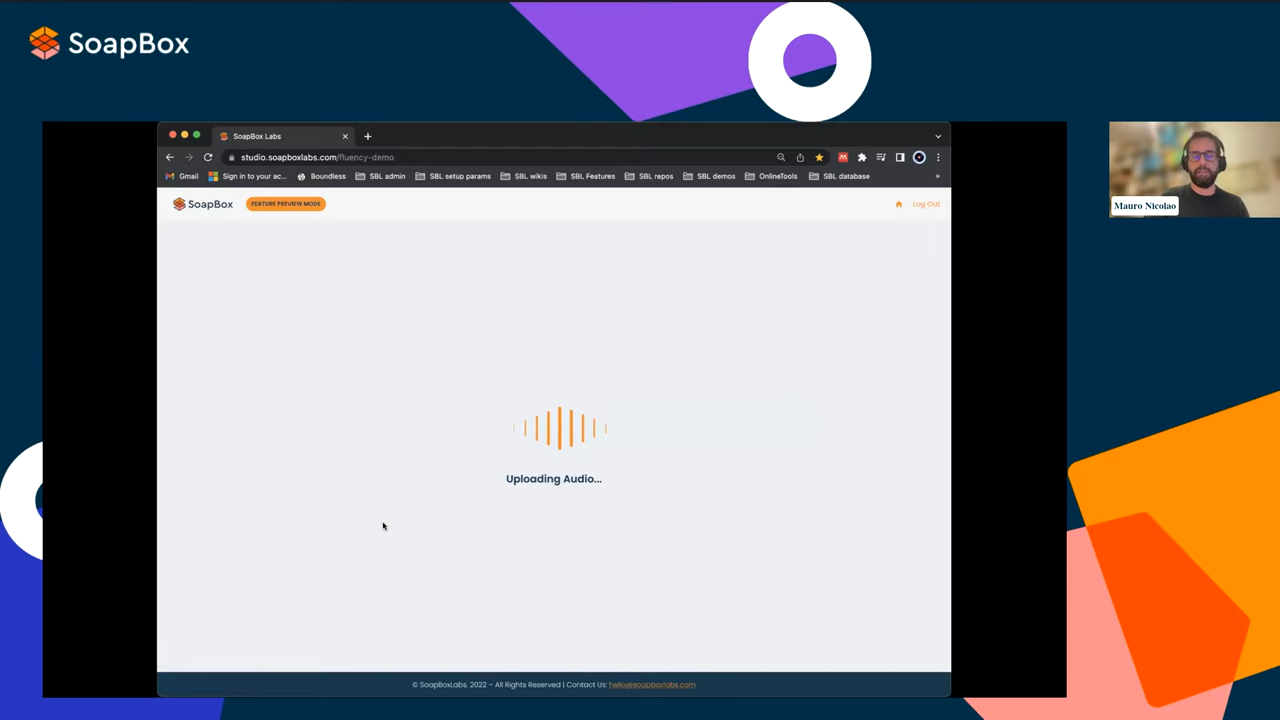 SoapBox
SoapBox Labs
studio.soapboxlabs.com/fluency-demo
Gmail
Sign in to your ac...
Boundless
SBL admin
SBL setup params
SBL wikis
SBL Features
SBL repos
SBL demos
OnlineTools
SBL database
»
SoapBox
FEATURE PREVIEW MODE
Log Out
Mauro Nicolao
Uploading Audio...
© SoapBoxLabs. 2022 – All Rights Reserved | Contact Us: hello@soapboxlabs.com